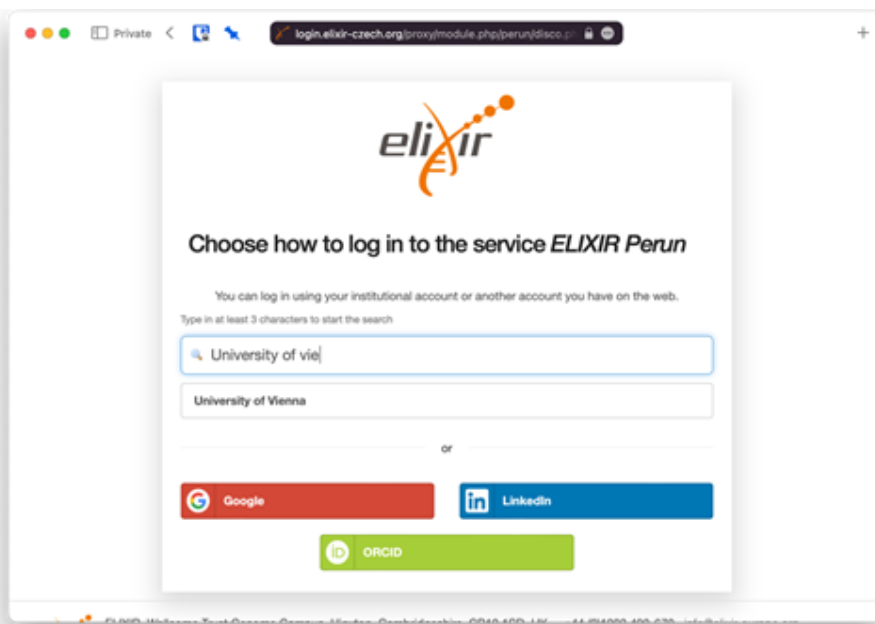 Private
login.elixir-czech.org/proxy/module.php/perun/disco.p
elixir
Choose how to log in to the service ELIXIR Perun
You can log in using your institutional account or another account you have on the web.
Type in at least 3 characters to start the search
University of vie
University of Vienna
or
Google
in LinkedIn
iD ORCID